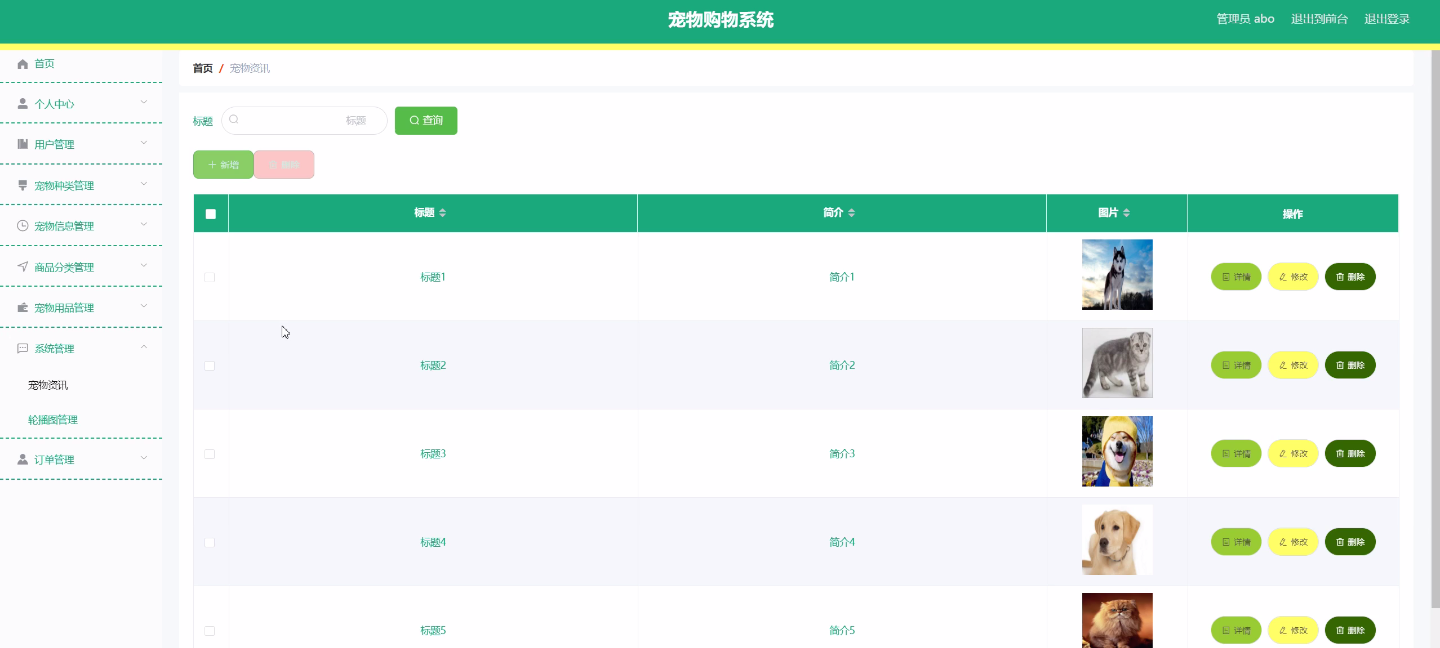 宠物购物系统
管理员 abo 退出到前台 退出登录
首页
个人中心
用户管理
宠物种类管理
宠物信息管理
商品分类管理
宠物用品管理
系统管理
宠物资讯
轮播图管理
订单管理
首页 / 宠物资讯
标题 标题 查询
+ 新增 删除
标题 简介 图片 操作
标题1 简介1 详情 修改 删除
标题2 简介2 详情 修改 删除
标题3 简介3 详情 修改 删除
标题4 简介4 详情 修改 删除
标题5 简介5 详情 修改 删除